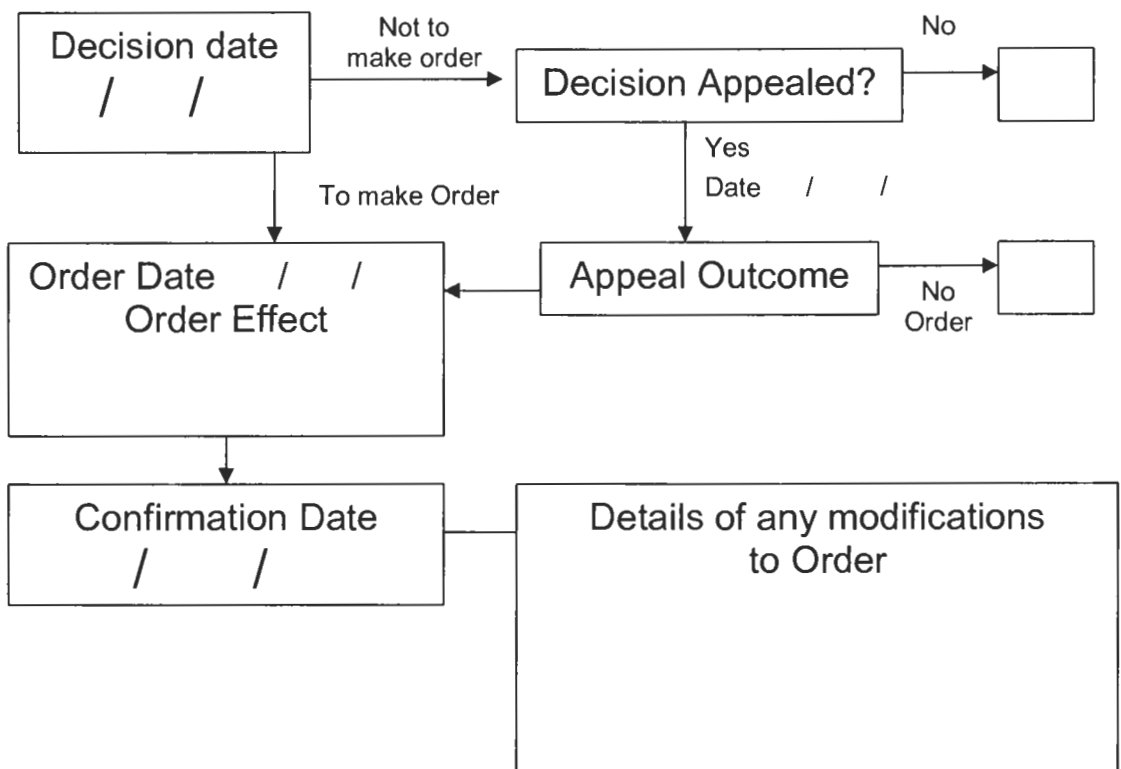 Decision date
/ /
Not to
make order
Decision Appealed?
No
Yes
Date / /
To make Order
Order Date / /
Order Effect
Appeal Outcome
No
Order
Confirmation Date
/ /
Details of any modifications
to Order